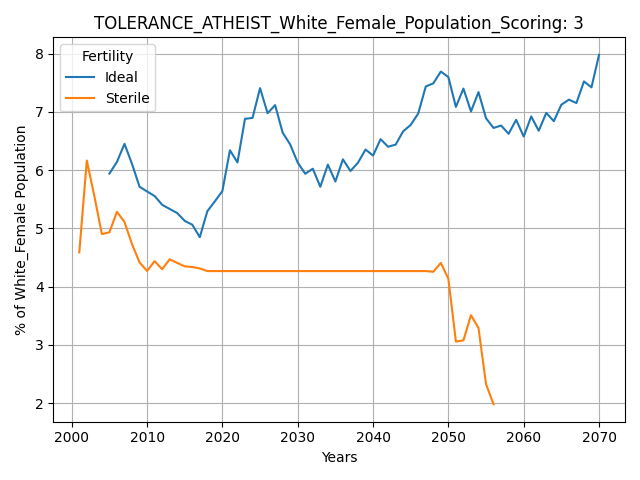 TOLERANCE_ATHEIST_White_Female_Population_Scoring: 3
Fertility
Ideal
Sterile
% of White_Female Population
8
7
6
5
4
3
2
2000 2010 2020 2030 2040 2050 2060 2070
Years